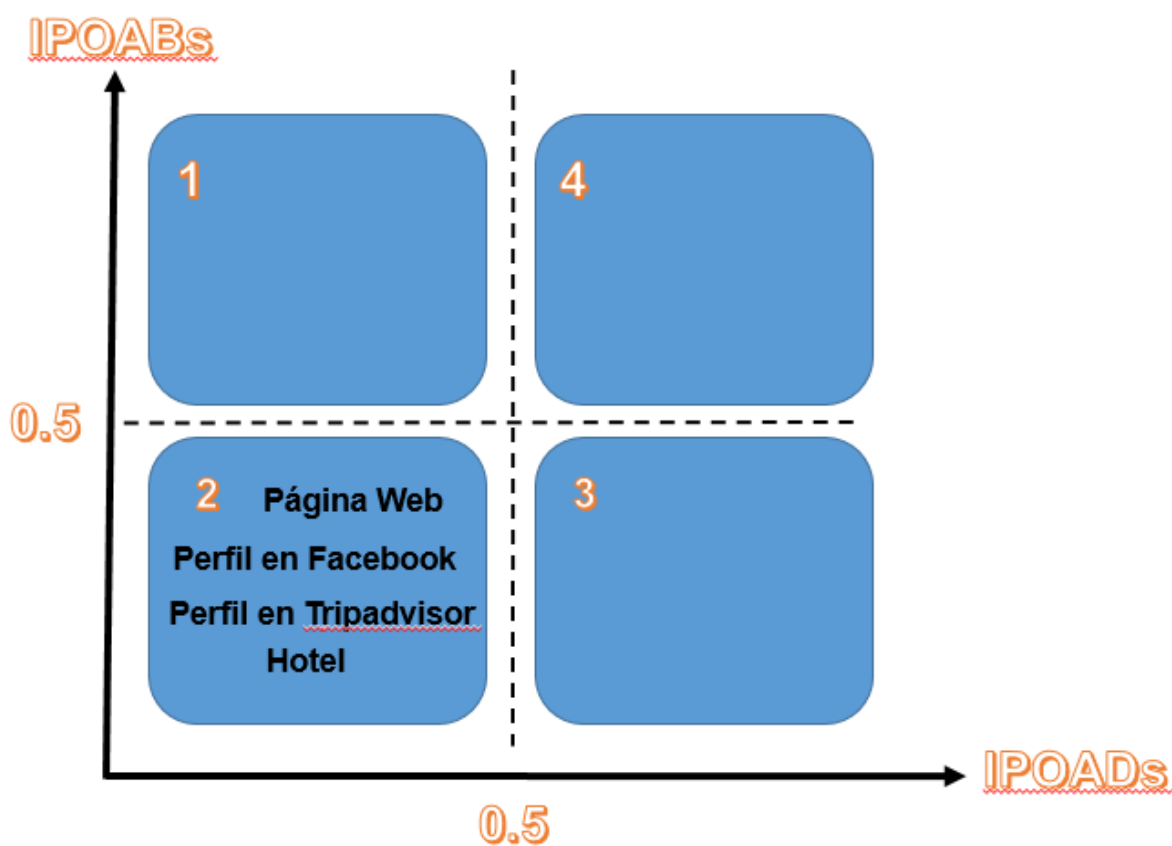 IPOABs
1
4
0.5
2 Página Web
Perfil en Facebook
Perfil en Tripadvisor
Hotel
3
IPOADs
0.5